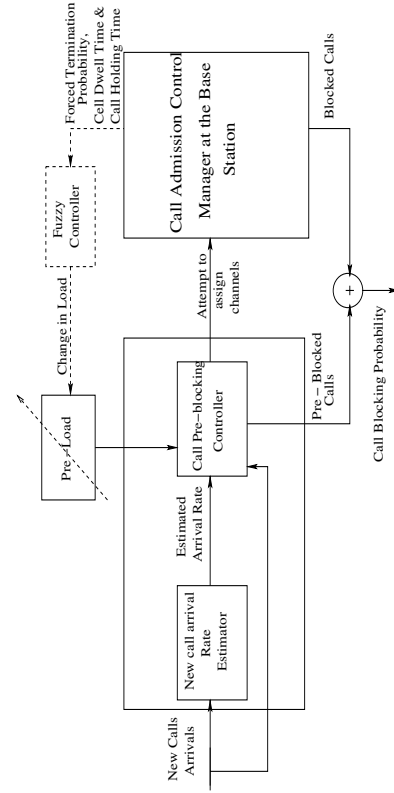 Forced Termination
Probability,
Cell Dwell Time &
Call Holding Time
Fuzzy
Controller
Change in Load
Pre-Load
Call Admission Control
Manager at the Base
Station
Blocked Calls
Attempt to
assign
channels
Call Pre-blocking
Controller
Pre - Blocked
Calls
+
Call Blocking Probability
Estimated
Arrival Rate
New call arrival
Rate
Estimator
New Calls
Arrivals